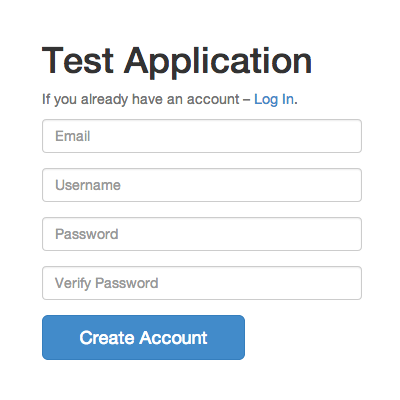 Test Application
If you already have an account – Log In.
Email
Username
Password
Verify Password
Create Account